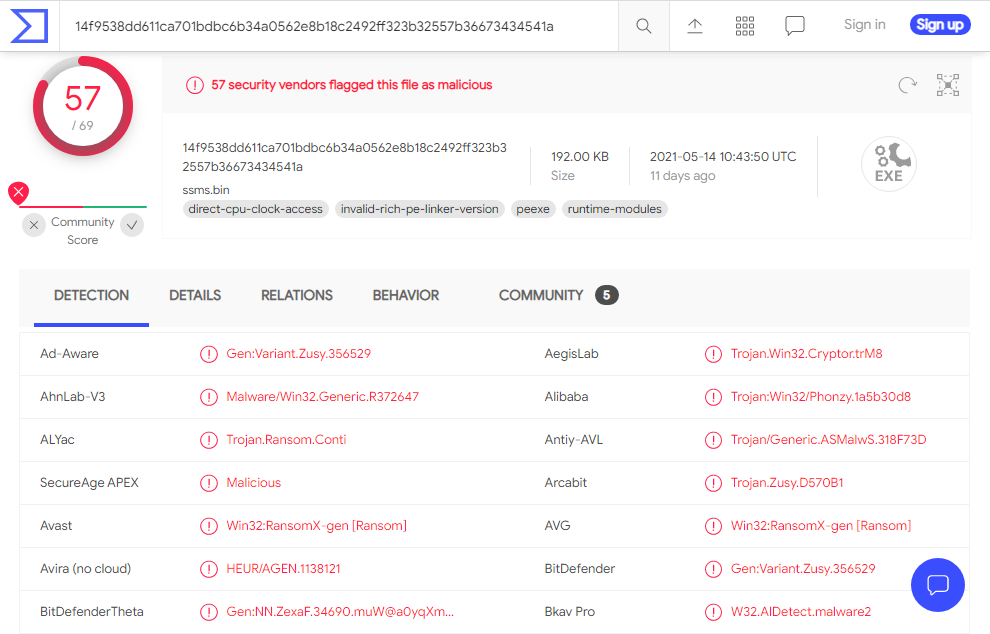 14f9538dd611ca701bdbc6b34a0562e8b18c2492ff323b32557b36673434541a
Sign in
Sign up
57
/ 69
57 security vendors flagged this file as malicious
14f9538dd611ca701bdbc6b34a0562e8b18c2492ff323b3
2557b36673434541a
ssms.bin
direct-cpu-clock-access invalid-rich-pe-linker-version peexe runtime-modules
192.00 KB
Size
2021-05-14 10:43:50 UTC
11 days ago
EXE
Community
Score
DETECTION DETAILS RELATIONS BEHAVIOR COMMUNITY 5
Ad-Aware Gen:Variant.Zusy.356529 AegisLab Trojan.Win32.Cryptor.trM8
AhnLab-V3 Malware/Win32.Generic.R372647 Alibaba Trojan:Win32/Phonzy.1a5b30d8
ALYac Trojan.Ransom.Conti Antiy-AVL Trojan/Generic.ASMalwS.318F73D
SecureAge APEX Malicious Arcabit Trojan.Zusy.D570B1
Avast Win32:RansomX-gen [Ransom] AVG Win32:RansomX-gen [Ransom]
Avira (no cloud) HEUR/AGEN.1138121 BitDefender Gen:Variant.Zusy.356529
BitDefenderTheta Gen:NN.ZexaF.34690.muW@a0yqXm... Bkav Pro W32.AIDetect.malware2